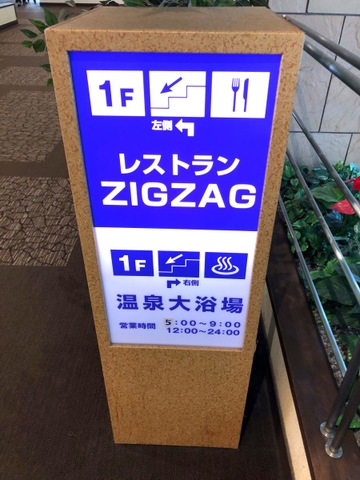 1F
左側
レストラン
ZIGZAG
1F
右側
温泉大浴場
営業時間 5:00～9:00
12:00～24:00